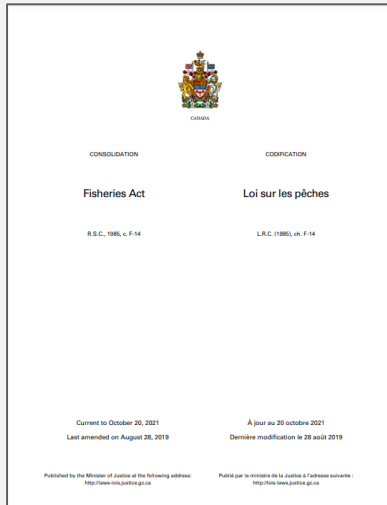 CANADA
CONSOLIDATION
Fisheries Act
R.S.C., 1985, c. F-14
Current to October 20, 2021
Last amended on August 28, 2019
Published by the Minister of Justice at the following address:
http://laws-lois.justice.gc.ca
CODIFICATION
Loi sur les pêches
L.R.C. (1985), ch. F-14
À jour au 20 octobre 2021
Dernière modification le 28 août 2019
Publié par le ministre de la Justice à l'adresse suivante :
http://lois-laws.justice.gc.ca